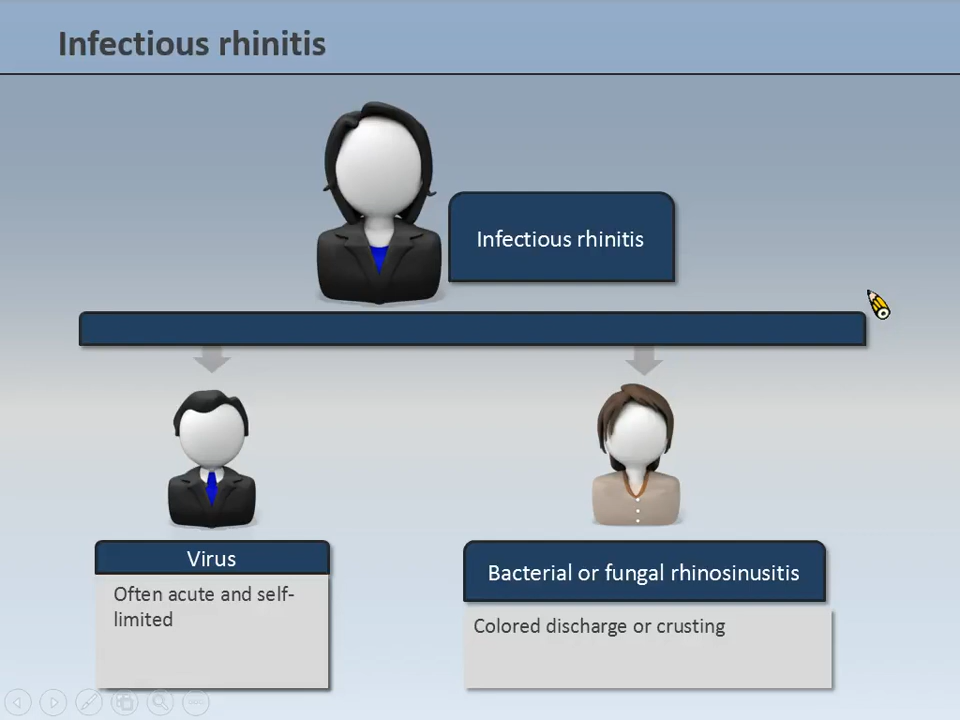 Infectious rhinitis
Infectious rhinitis
Virus
Often acute and self-
limited
Bacterial or fungal rhinosinusitis
Colored discharge or crusting